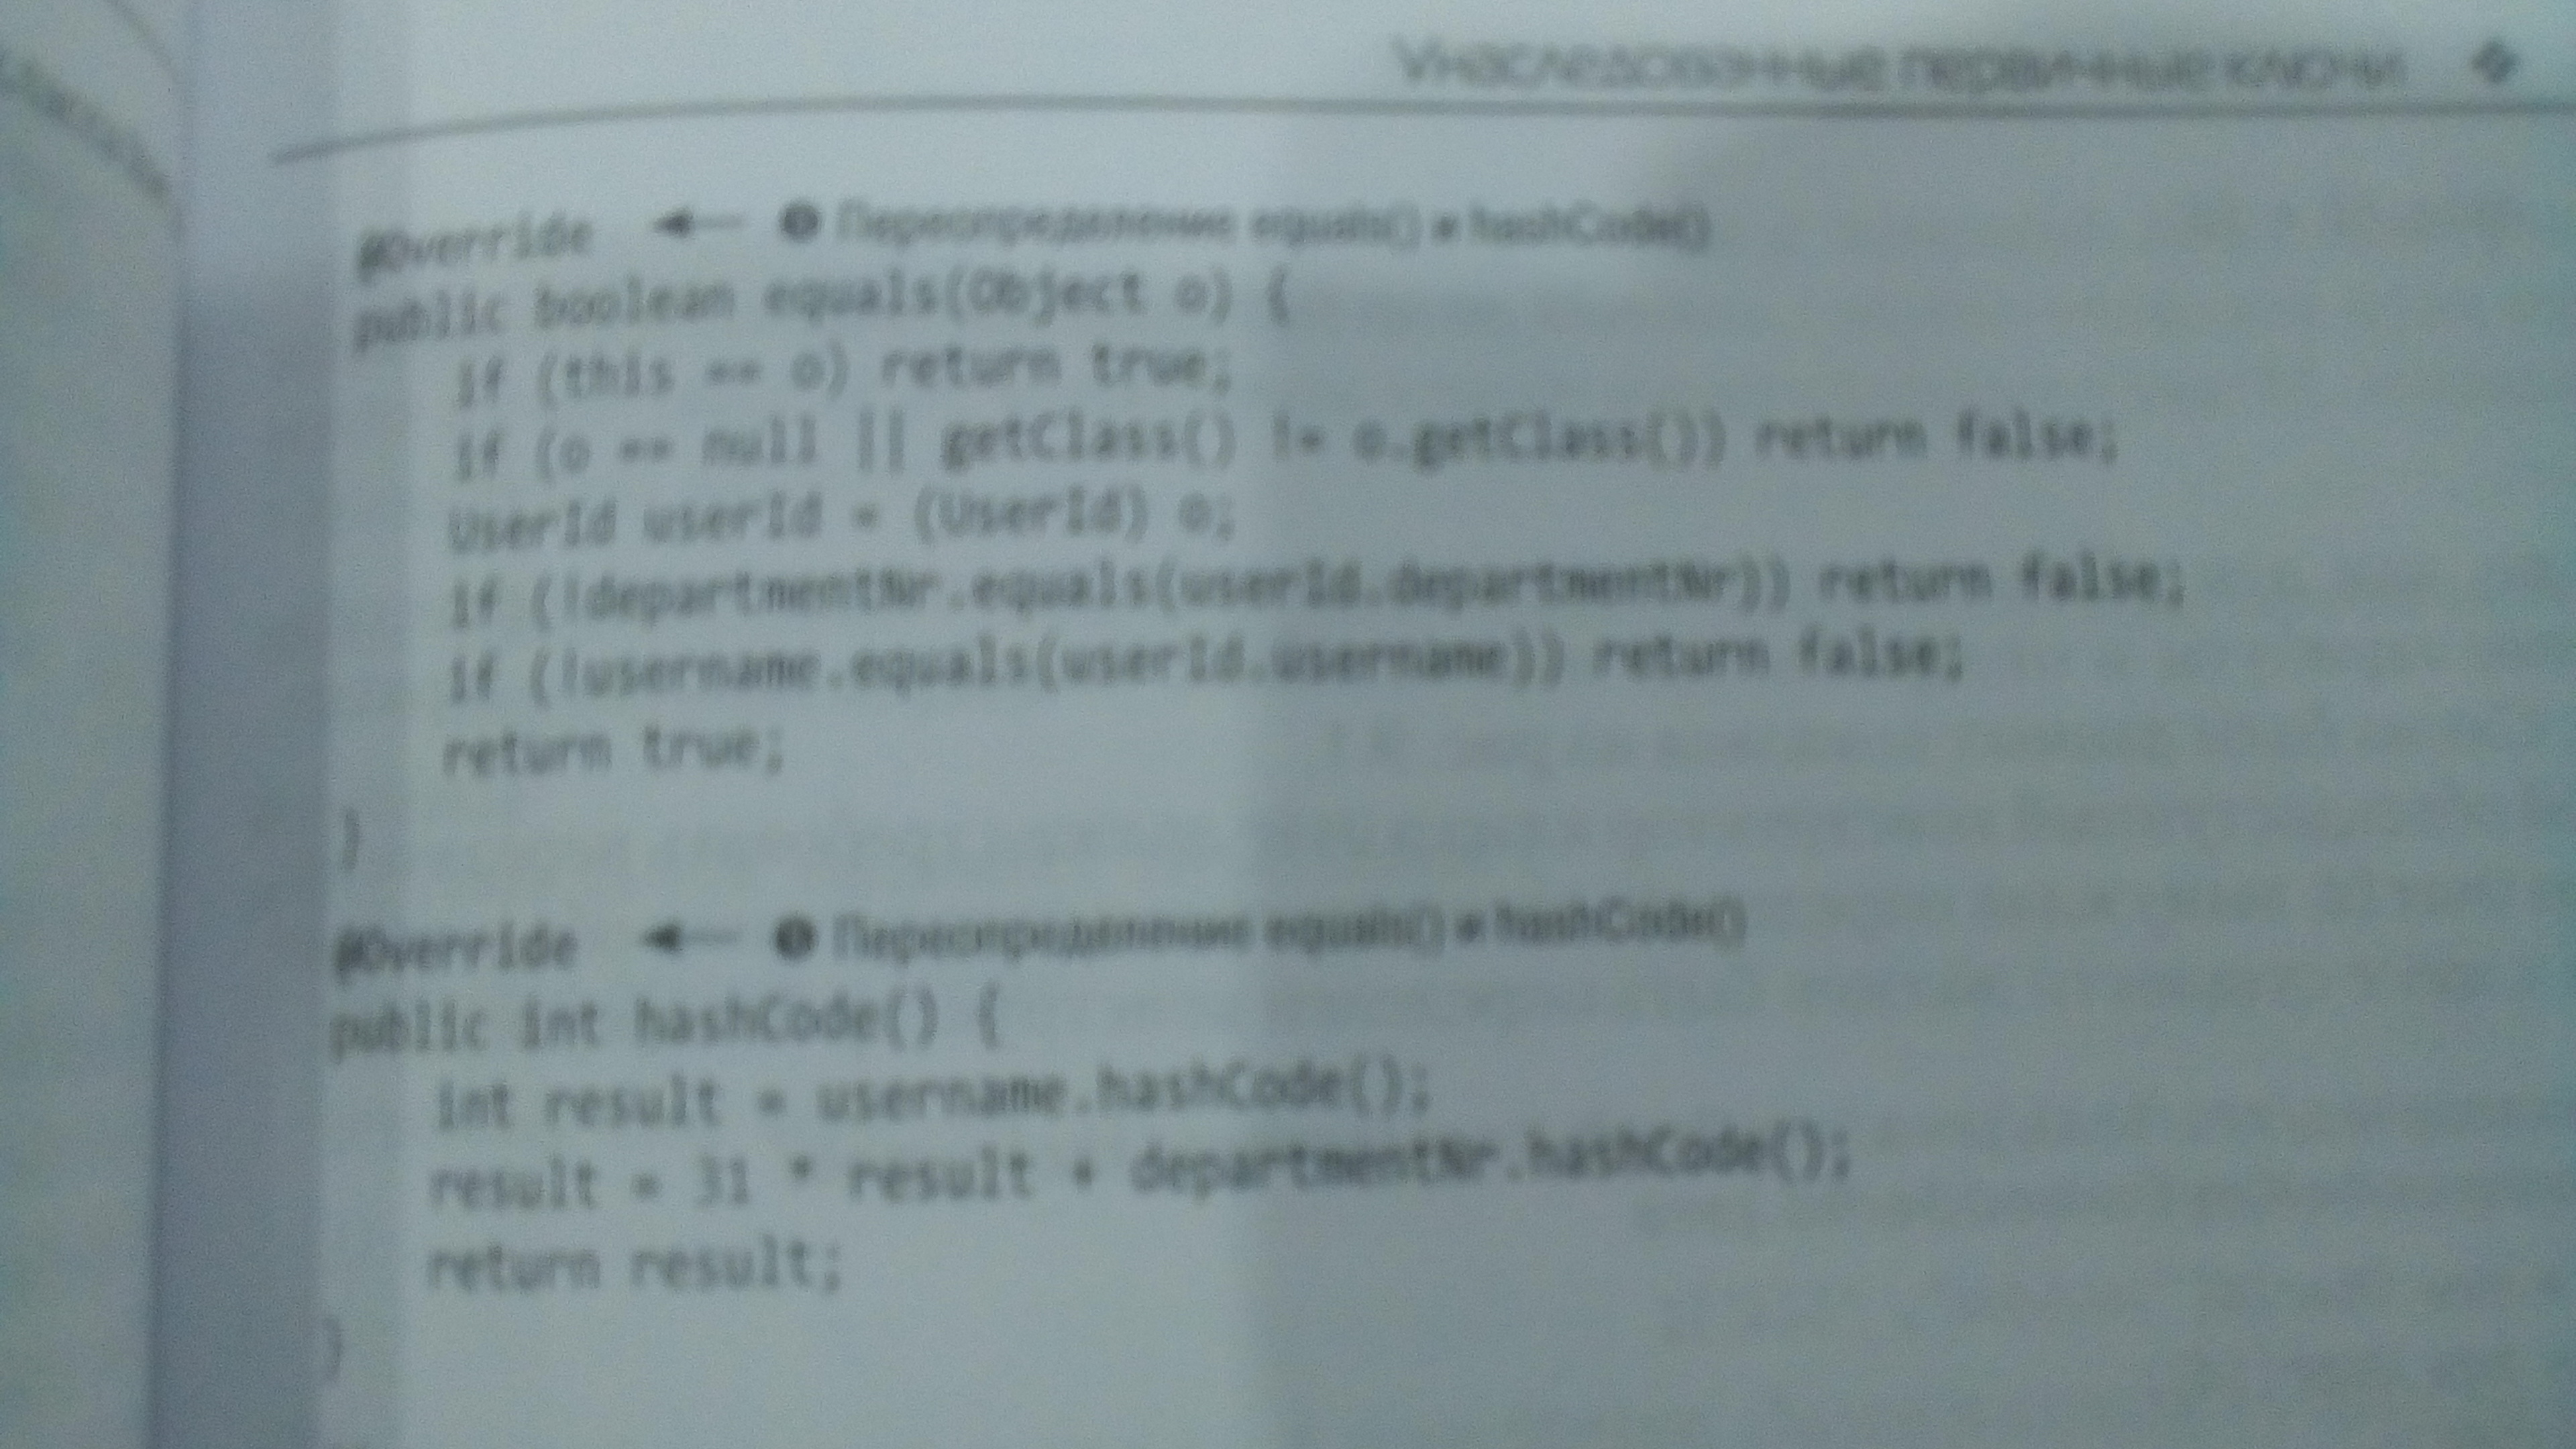 Унаследованные первичные ключи ❖
@Override ◄— ❶ Переопределение equals() и hashCode()
public boolean equals(Object o) {
if (this == o) return true;
if (o == null || getClass() != o.getClass()) return false;
UserId userId = (UserId) o;
if (!departmentNr.equals(userId.departmentNr)) return false;
if (!username.equals(userId.username)) return false;
return true;
}
@Override ◄— ❶ Переопределение equals() и hashCode()
public int hashCode() {
int result = username.hashCode();
result = 31 * result + departmentNr.hashCode();
return result;
}